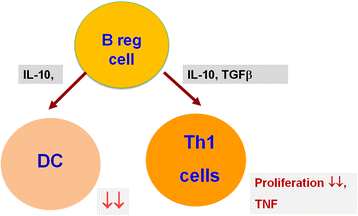 B reg
cell
IL-10,
IL-10, TGFβ
DC
Th1
cells
↓↓
Proliferation ↓↓,
TNF